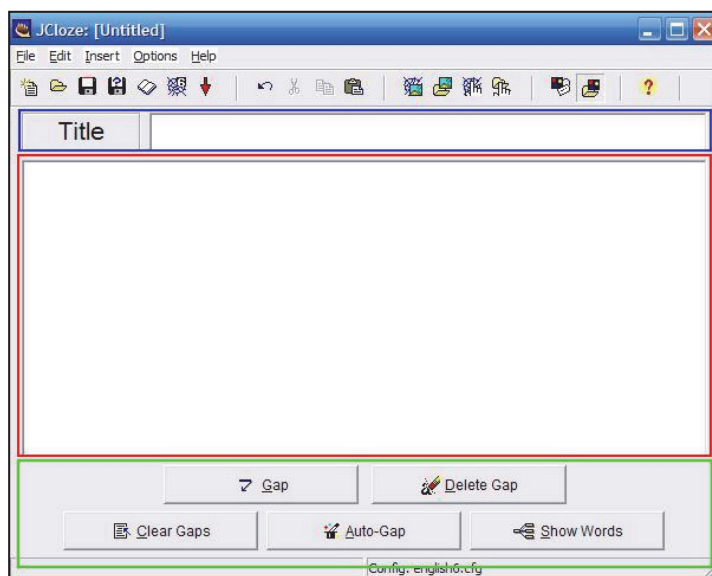 JCloze: [Untitled]
File Edit Insert Options Help
Title
Gap Delete Gap
Clear Gaps Auto-Gap Show Words
Config: english6.cfg